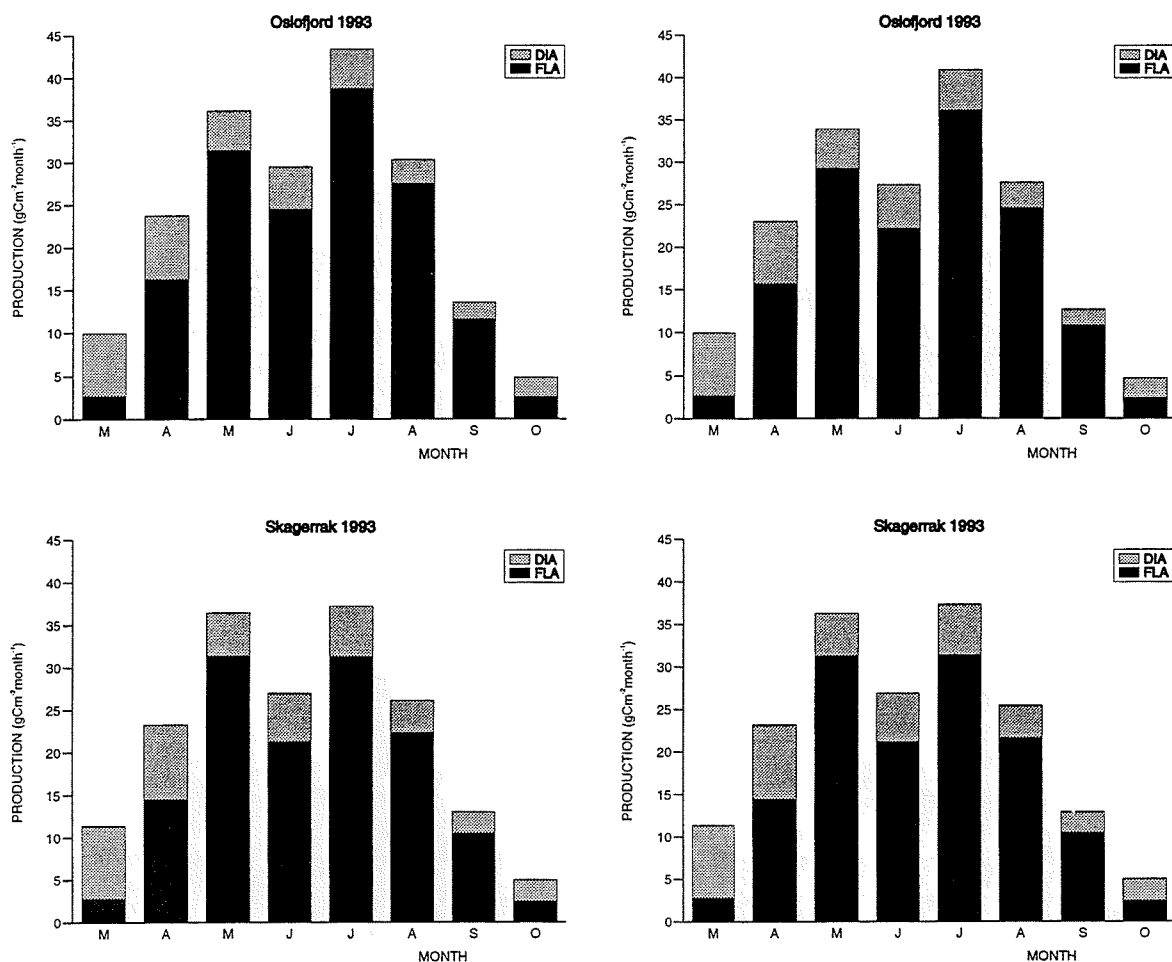 Oslofjord 1993
45
40
35
30
25
20
15
10
5
0
PRODUCTION (gCm⁻²month⁻¹)
DIA
FLA
M A M J J A S O
MONTH
Oslofjord 1993
45
40
35
30
25
20
15
10
5
0
PRODUCTION (gCm⁻²month⁻¹)
DIA
FLA
M A M J J A S O
MONTH
Skagerrak 1993
45
40
35
30
25
20
15
10
5
0
PRODUCTION (gCm⁻²month⁻¹)
DIA
FLA
M A M J J A S O
MONTH
Skagerrak 1993
45
40
35
30
25
20
15
10
5
0
PRODUCTION (gCm⁻²month⁻¹)
DIA
FLA
M A M J J A S O
MONTH